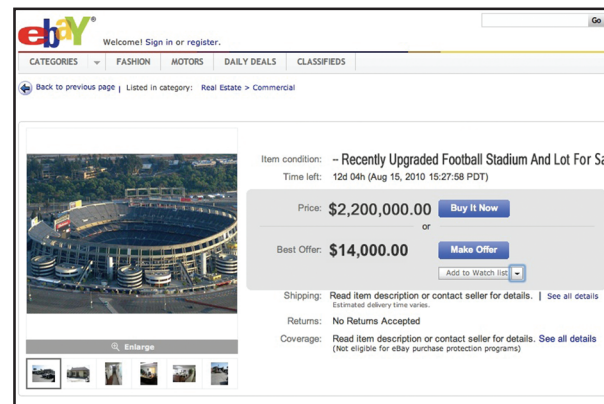 ebaY®
Welcome! Sign in or register.
Go
CATEGORIES FASHION MOTORS DAILY DEALS CLASSIFIEDS
Back to previous page | Listed in category: Real Estate > Commercial
Item condition: -- Recently Upgraded Football Stadium And Lot For Sa
Time left: 12d 04h (Aug 15, 2010 15:27:58 PDT)
Price: $2,200,000.00 Buy It Now
or
Best Offer: $14,000.00 Make Offer
Add to Watch list
Shipping: Read item description or contact seller for details. | See all details
Estimated delivery time varies.
Returns: No Returns Accepted
Coverage: Read item description or contact seller for details. See all details
(Not eligible for eBay purchase protection programs)
Enlarge